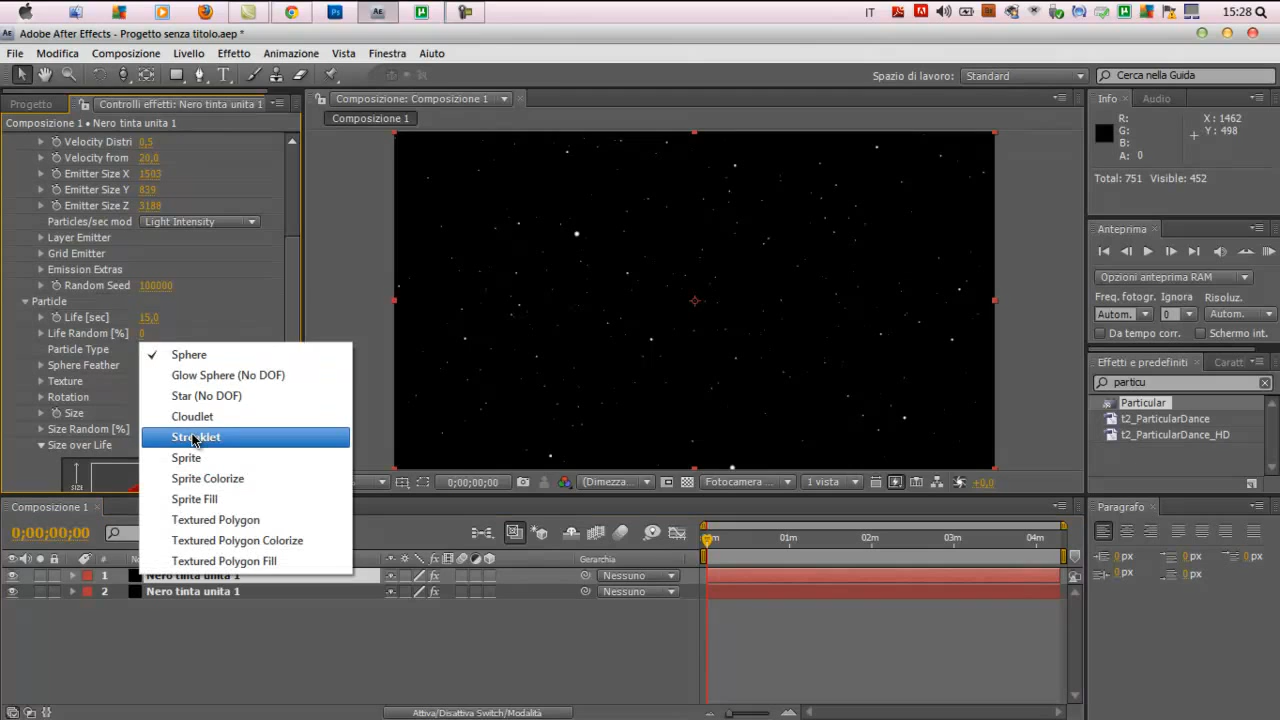 IT
15:28
Adobe After Effects - Progetto senza titolo.aep *
File Modifica Composizione Livello Effetto Animazione Vista Finestra Aiuto
Spazio di lavoro: Standard
Cerca nella Guida
Progetto
Controlli effetti: Nero tinta unita 1
Composizione 1 • Nero tinta unita 1
Velocity Distri 0,5
Velocity from 20,0
Emitter Size X 1503
Emitter Size Y 839
Emitter Size Z 3188
Particles/sec mod Light Intensity
Layer Emitter
Grid Emitter
Emission Extras
Random Seed 100000
Particle
Life [sec] 15,0
Life Random [%] 0
Particle Type
Sphere Feather
Texture
Rotation
Size
Size Random [%]
Size over Life
SIZE
Sphere
Glow Sphere (No DOF)
Star (No DOF)
Cloudlet
Streaklet
Sprite
Sprite Colorize
Sprite Fill
Textured Polygon
Textured Polygon Colorize
Textured Polygon Fill
Composizione: Composizione 1
Composizione 1
0;00;00;00
(Dimezza...
Fotocamera ...
1 vista
+0,0
Info
Audio
R:
G:
B:
A: 0
X : 1462
Y : 498
Total: 751 Visible: 452
Anteprima
Opzioni anteprima RAM
Freq. fotogr. Ignora Risoluz.
Autom. 0 Autom.
Da tempo corr. Schermo int.
Effetti e predefiniti
Caratt
particu
Particular
t2_ParticularDance
t2_ParticularDance_HD
Composizione 1
0;00;00;00
Gerarchia
1 Nero tinta unita 1 Nessuno
2 Nero tinta unita 1 Nessuno
01m 02m 03m 04m
Attiva/Disattiva Switch/Modalità
Paragrafo
0 px 0 px 0 px
0 px 0 px